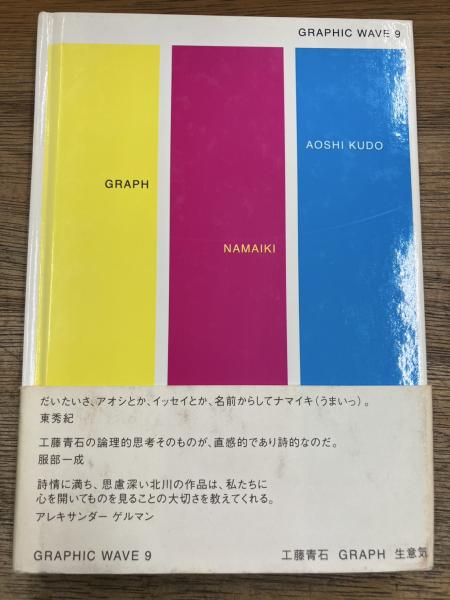 GRAPHIC WAVE 9
AOSHI KUDO
GRAPH
NAMAIKI
だいたいさ、アオシとか、イッセイとか、名前からしてナマイキ(うまいっ)。
東秀紀
工藤青石の論理的思考そのものが、直感的であり詩的なのだ。
服部一成
詩情に満ち、思慮深い北川の作品は、私たちに
心を開いてものを見ることの大切さを教えてくれる。
アレキサンダー ゲルマン
GRAPHIC WAVE 9
工藤青石 GRAPH 生意気